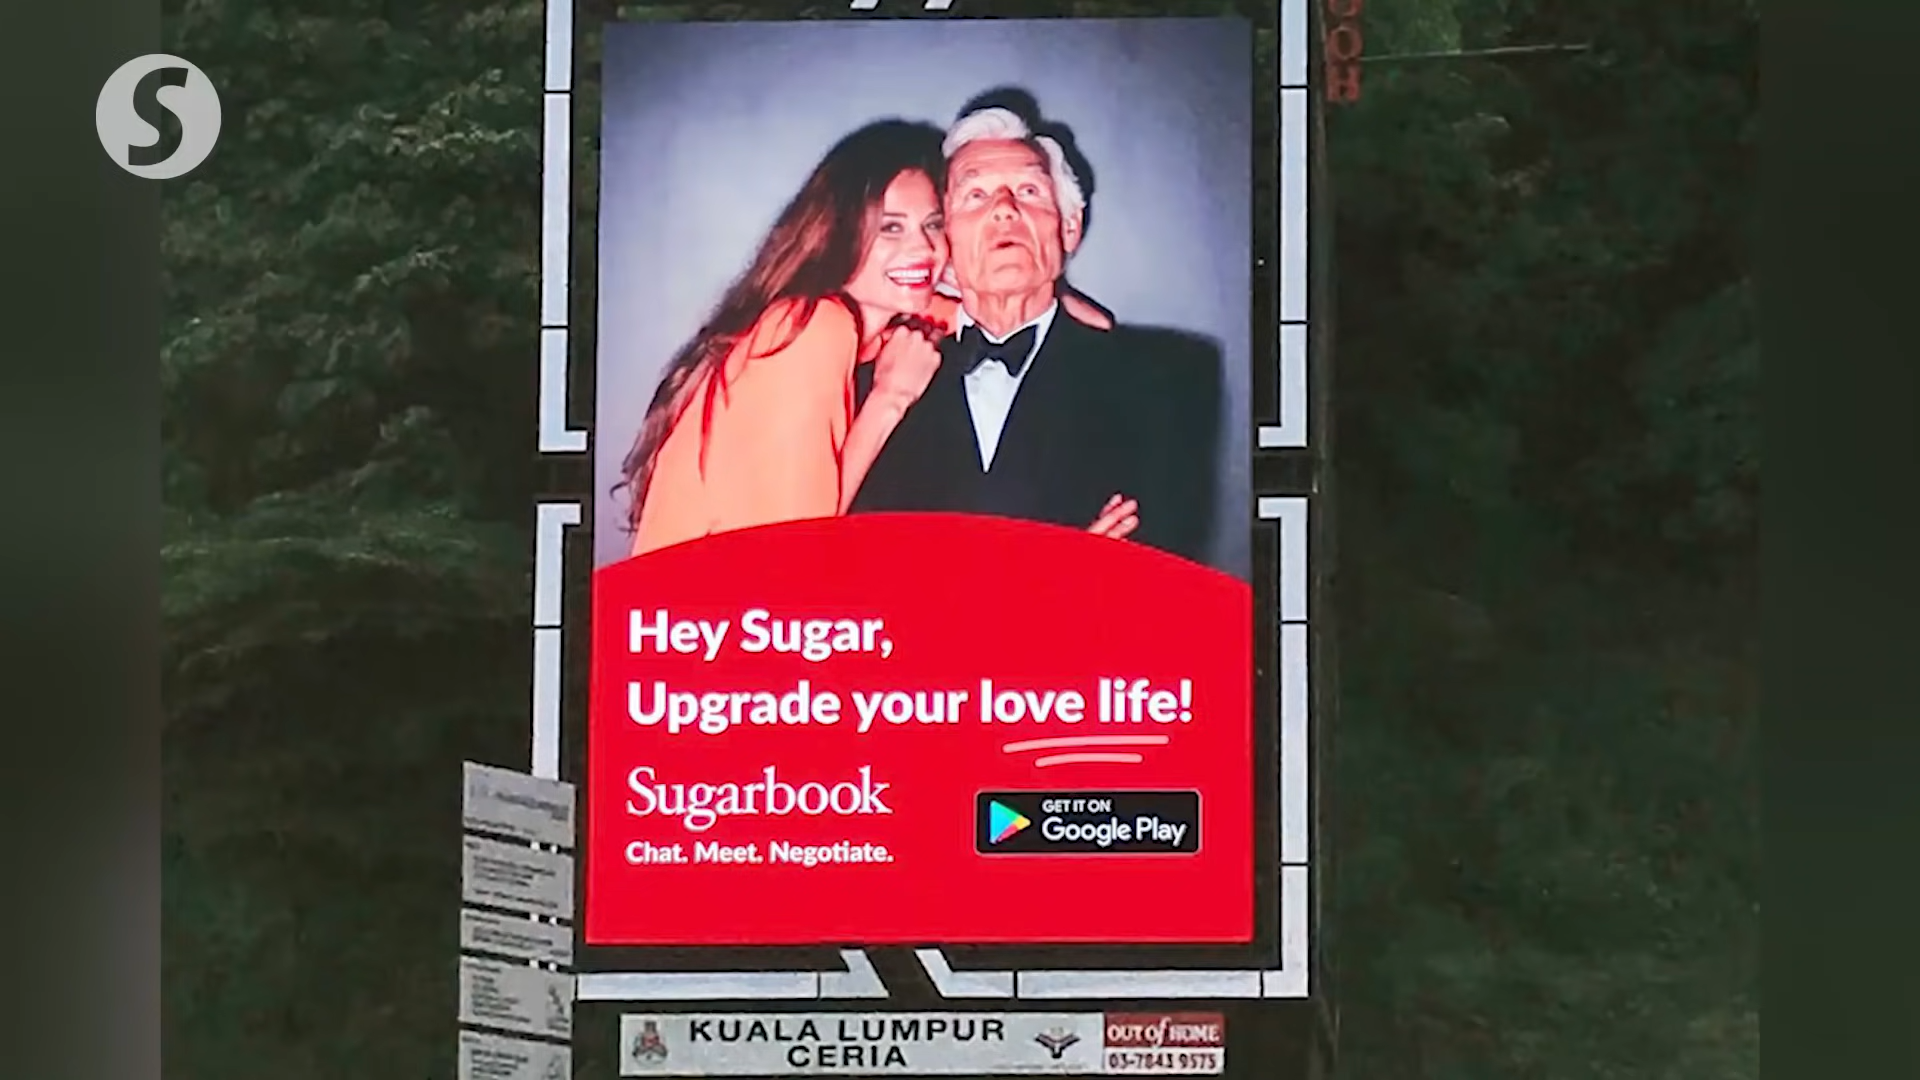 S
OOH
Hey Sugar,
Upgrade your love life!
Sugarbook
Chat. Meet. Negotiate.
GET IT ON
Google Play
KUALA LUMPUR
CERIA
OUT of HOME
03-7843 9575